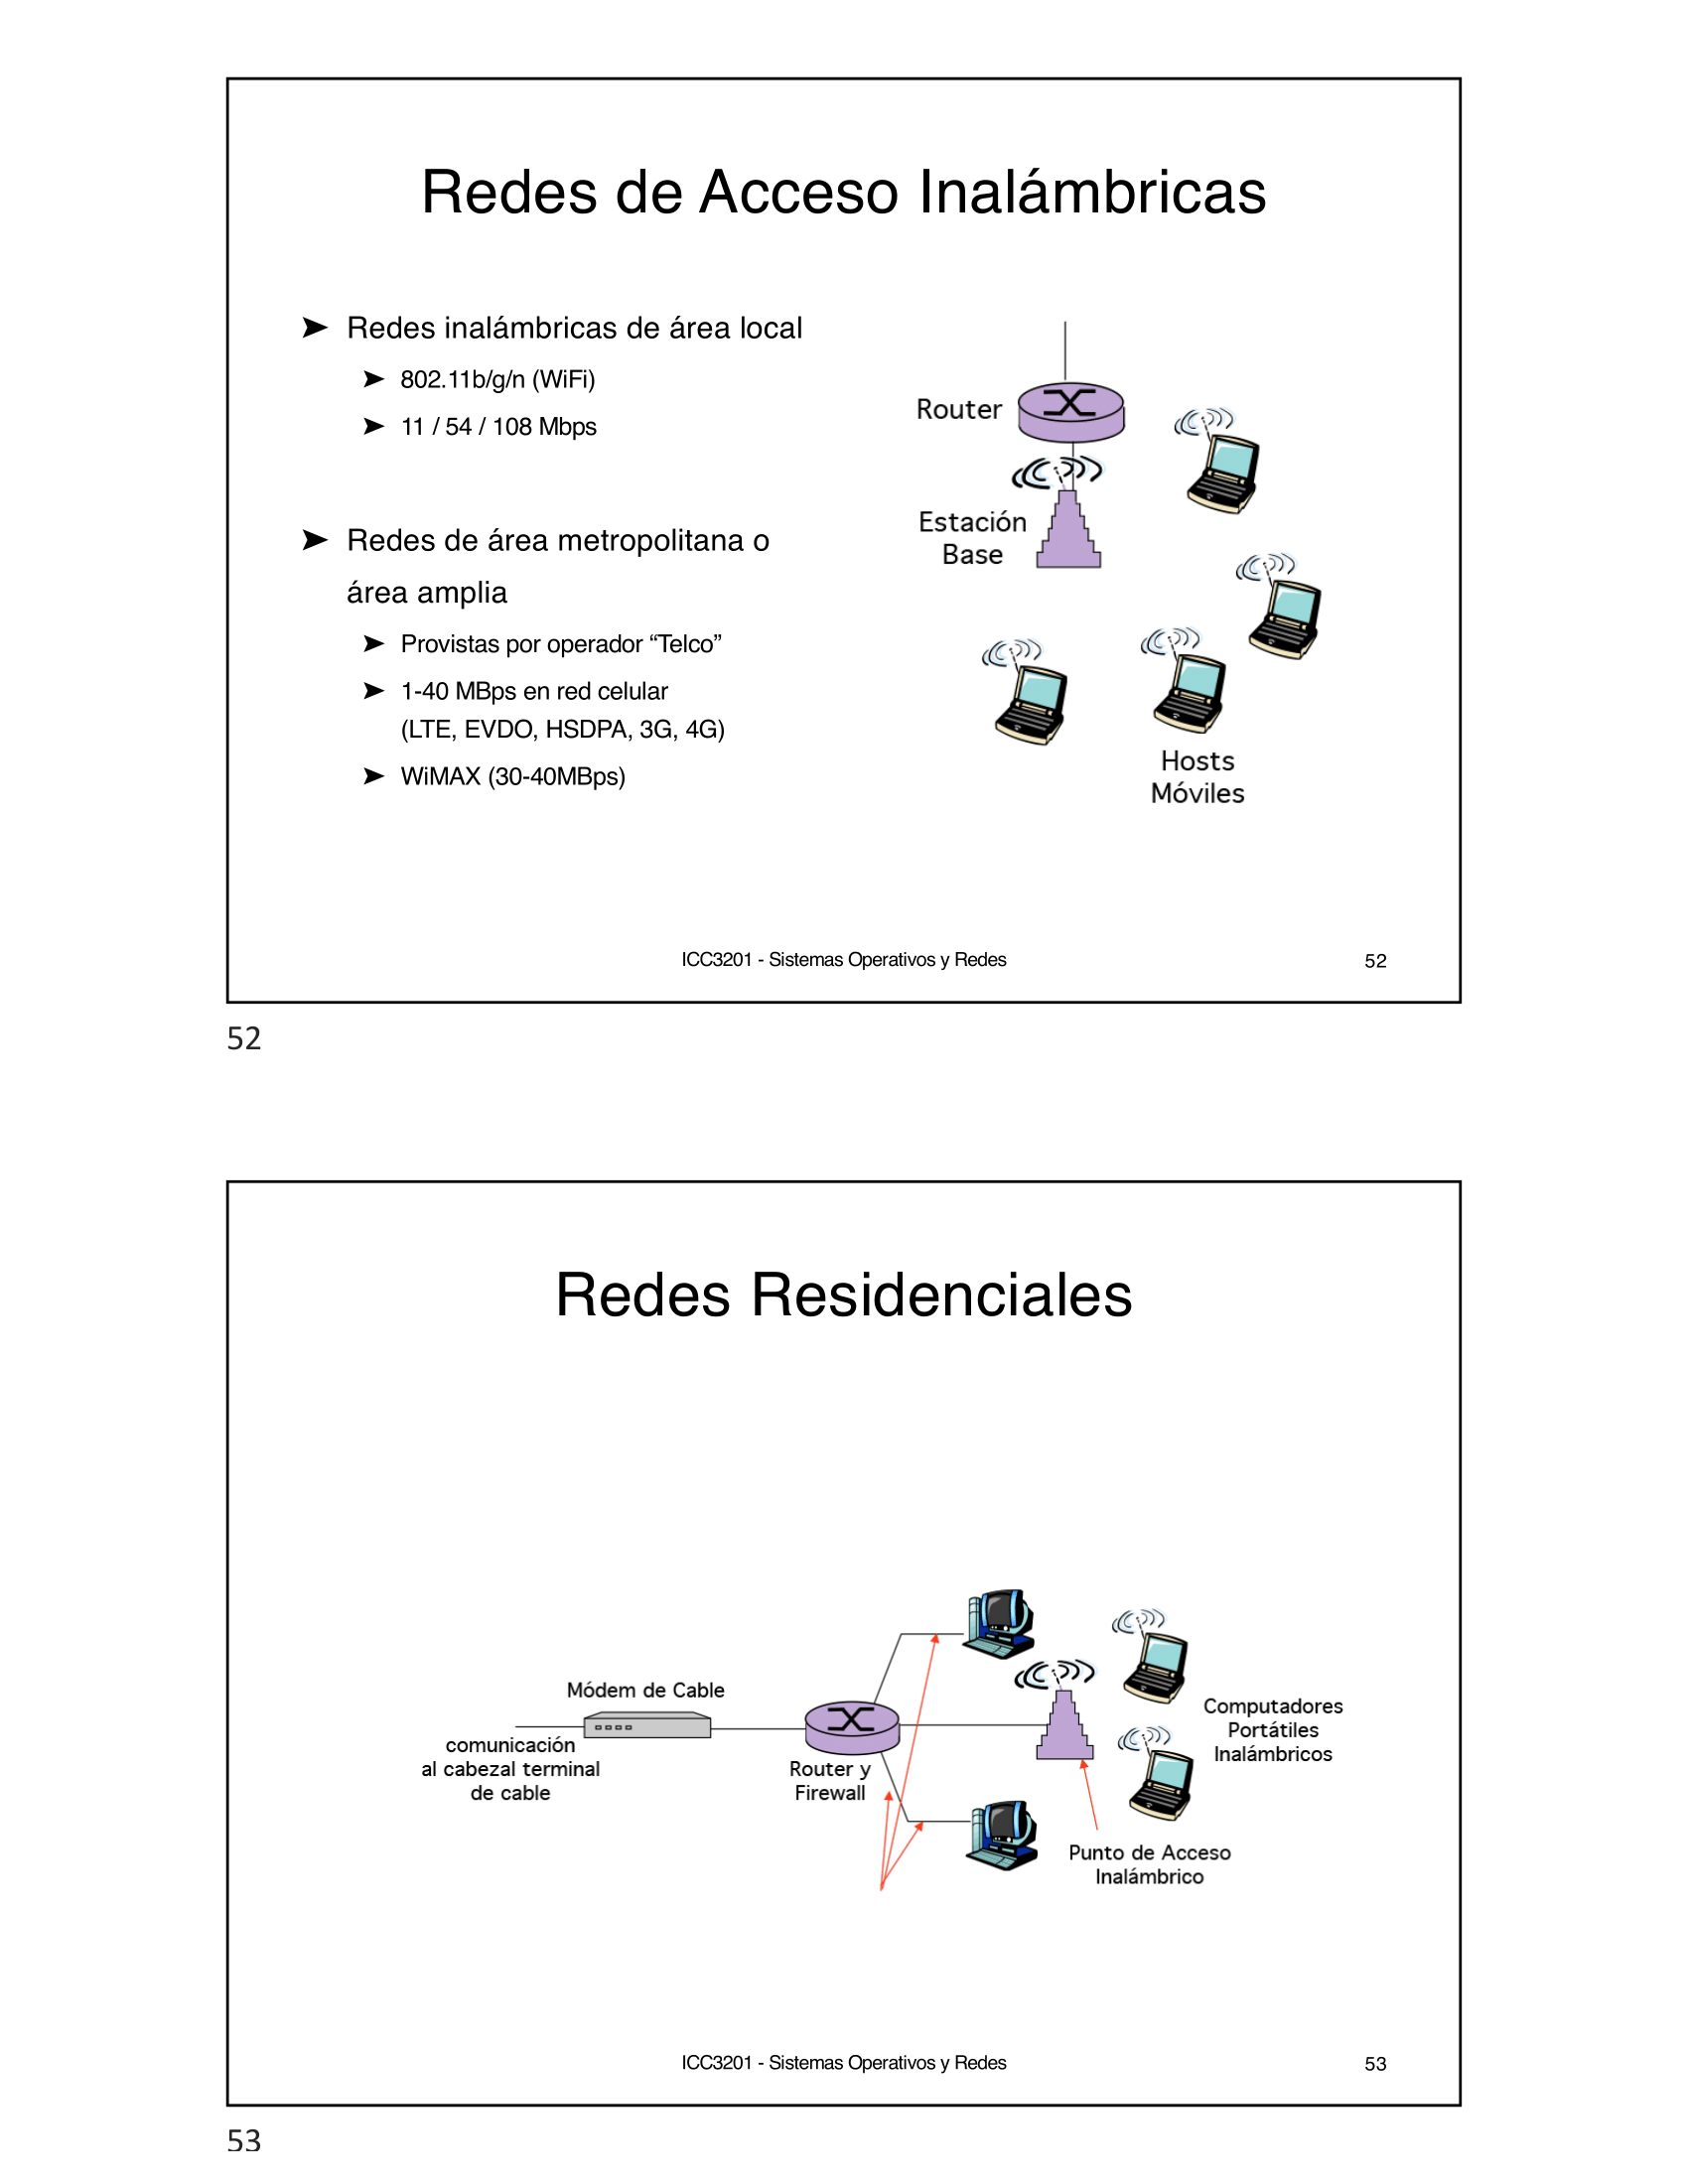 Redes de Acceso Inalámbricas
➤ Redes inalámbricas de área local
➤ 802.11b/g/n (WiFi)
➤ 11 / 54 / 108 Mbps
➤ Redes de área metropolitana o
área amplia
➤ Provistas por operador “Telco”
➤ 1-40 MBps en red celular
(LTE, EVDO, HSDPA, 3G, 4G)
➤ WiMAX (30-40MBps)
Router
Estación
Base
Hosts
Móviles
ICC3201 - Sistemas Operativos y Redes
52
52
Redes Residenciales
Módem de Cable
comunicación
al cabezal terminal
de cable
Router y
Firewall
Computadores
Portátiles
Inalámbricos
Punto de Acceso
Inalámbrico
ICC3201 - Sistemas Operativos y Redes
53
53